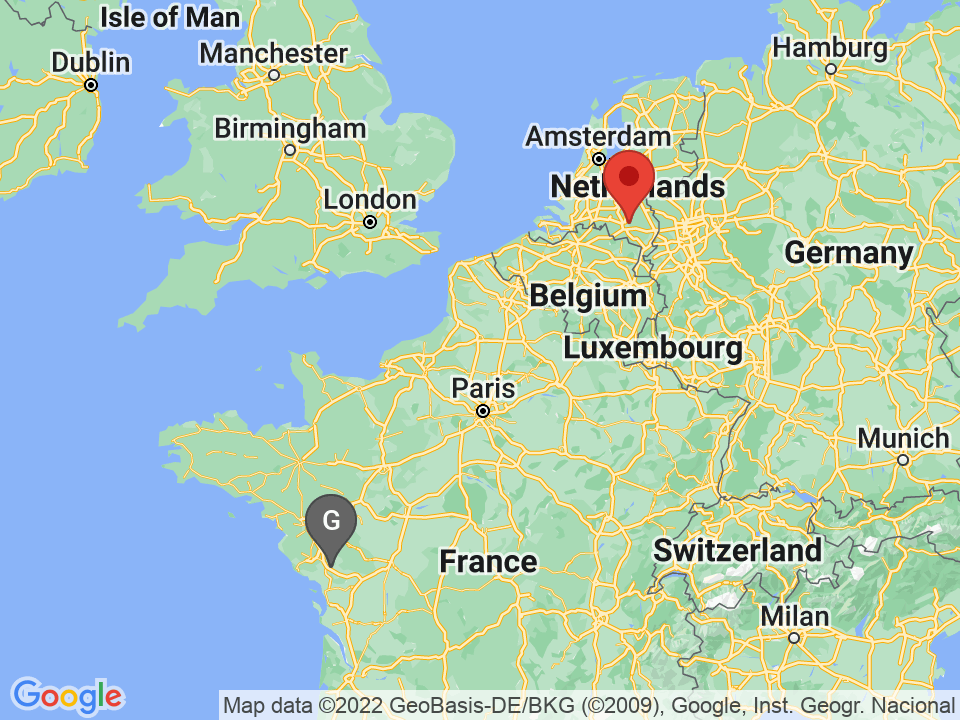 Isle of Man
Manchester
Hamburg
Dublin
Birmingham
Amsterdam
London
Germany
Belgium
Luxembourg
Paris
Munich
G
France
Switzerland
Milan
Google
Map data ©2022 GeoBasis-DE/BKG (©2009), Google, Inst. Geogr. Nacional